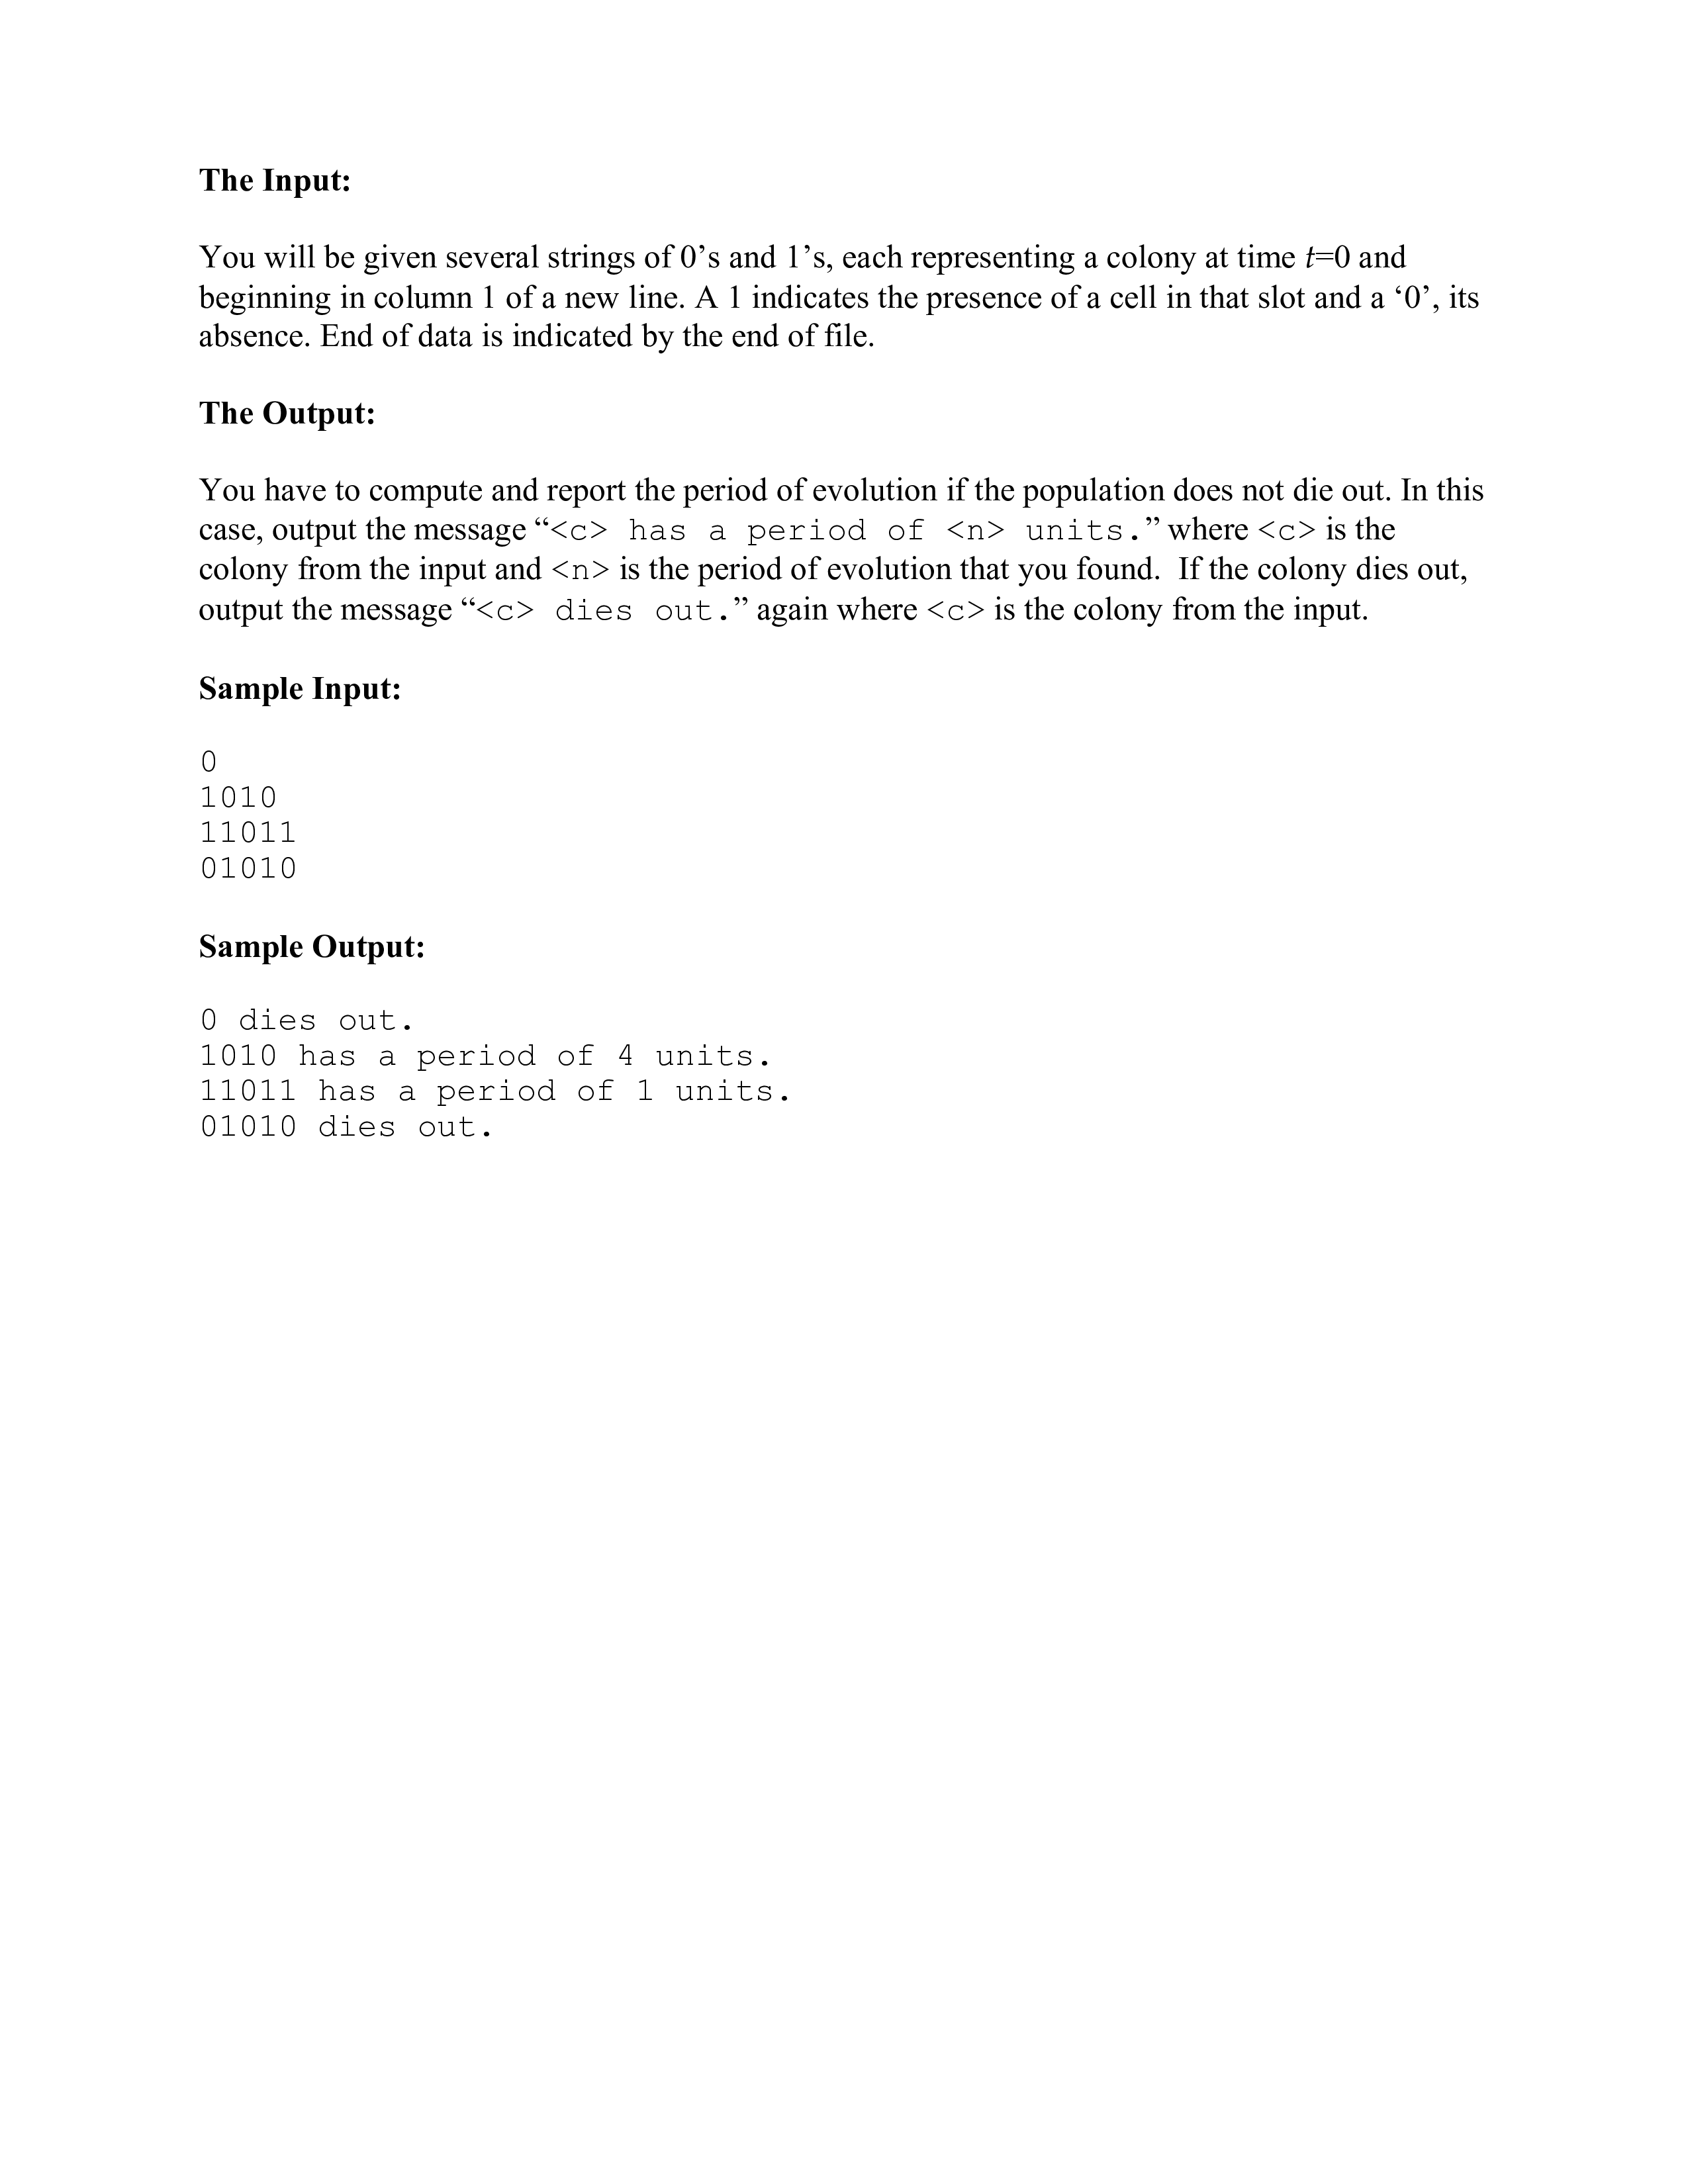 The Input:
You will be given several strings of 0’s and 1’s, each representing a colony at time t=0 and
beginning in column 1 of a new line. A 1 indicates the presence of a cell in that slot and a ‘0’, its
absence. End of data is indicated by the end of file.
The Output:
You have to compute and report the period of evolution if the population does not die out. In this
case, output the message “<c> has a period of <n> units.” where <c> is the
colony from the input and <n> is the period of evolution that you found.  If the colony dies out,
output the message “<c> dies out.” again where <c> is the colony from the input.
Sample Input:
0
1010
11011
01010
Sample Output:
0 dies out.
1010 has a period of 4 units.
11011 has a period of 1 units.
01010 dies out.